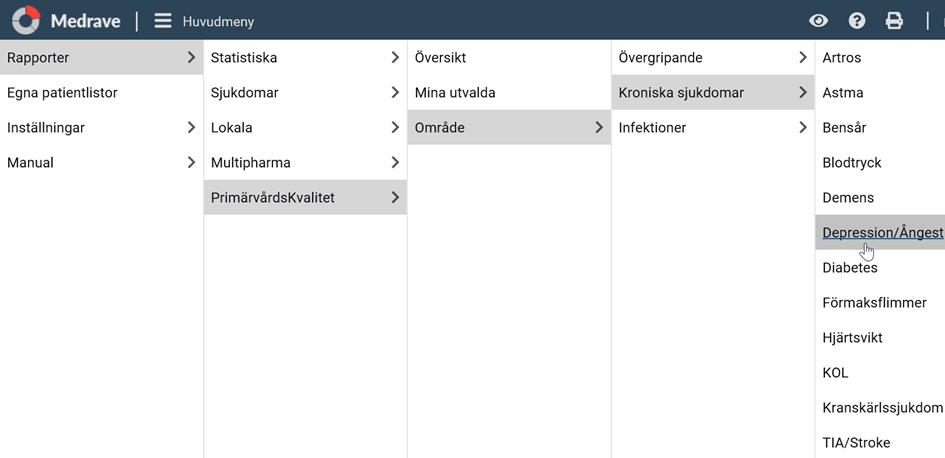 Medrave
Huvudmeny
Rapporter
Egna patientlistor
Inställningar
Manual
Statistiska
Sjukdomar
Lokala
Multipharma
PrimärvårdsKvalitet
Översikt
Mina utvalda
Område
Övergripande
Kroniska sjukdomar
Infektioner
Artros
Astma
Bensår
Blodtryck
Demens
Depression/Ångest
Diabetes
Förmaksflimmer
Hjärtsvikt
KOL
Kranskärlssjukdom
TIA/Stroke